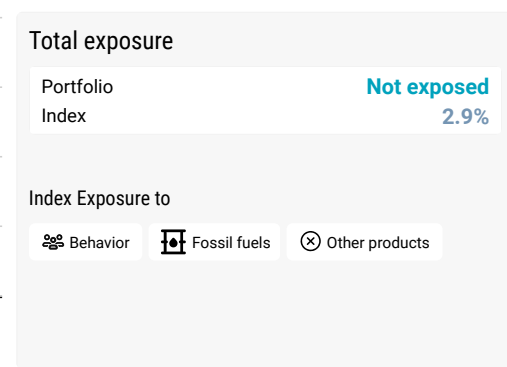 Total exposure
Portfolio Not exposed
Index 2.9%
Index Exposure to
Behavior Fossil fuels Other products